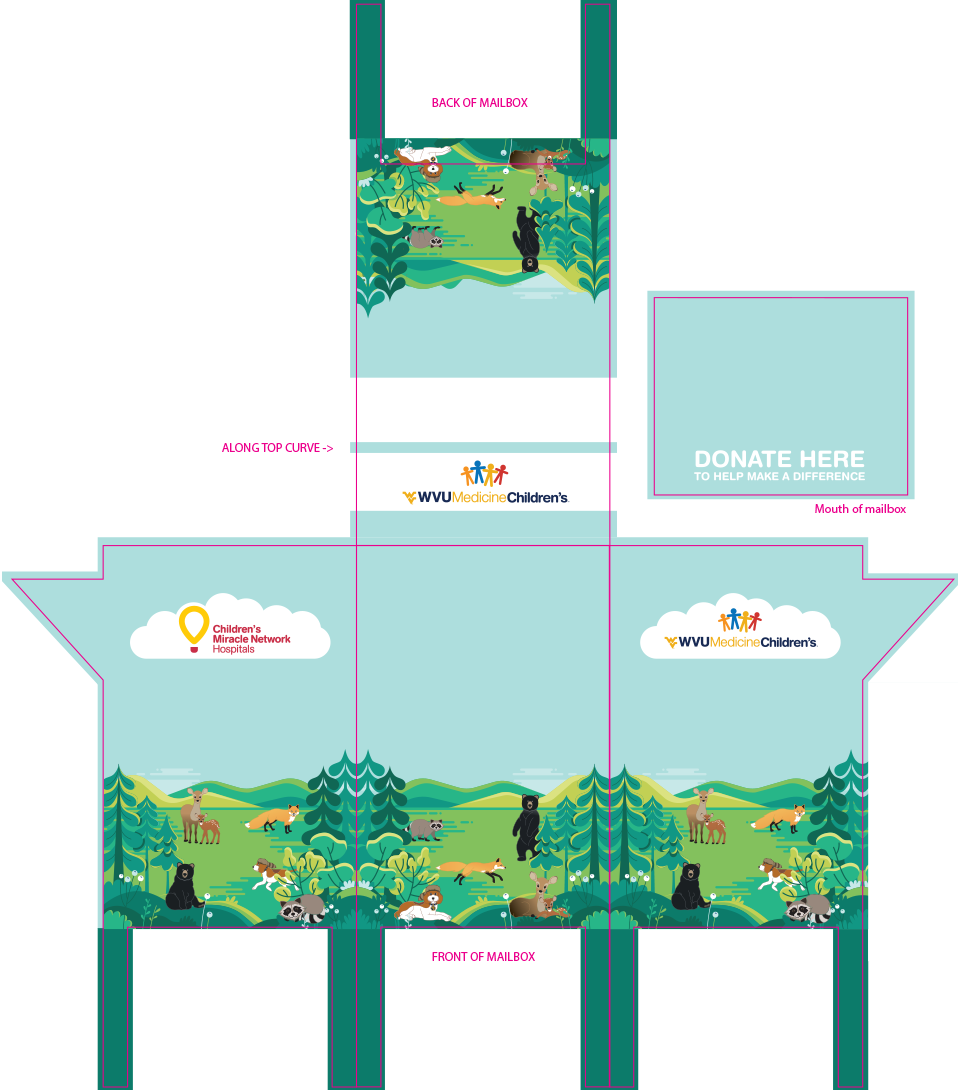 BACK OF MAILBOX
ALONG TOP CURVE ->
WVUMedicineChildren's
DONATE HERE
TO HELP MAKE A DIFFERENCE
Mouth of mailbox
Children's
Miracle Network
Hospitals
WVUMedicineChildren's
FRONT OF MAILBOX